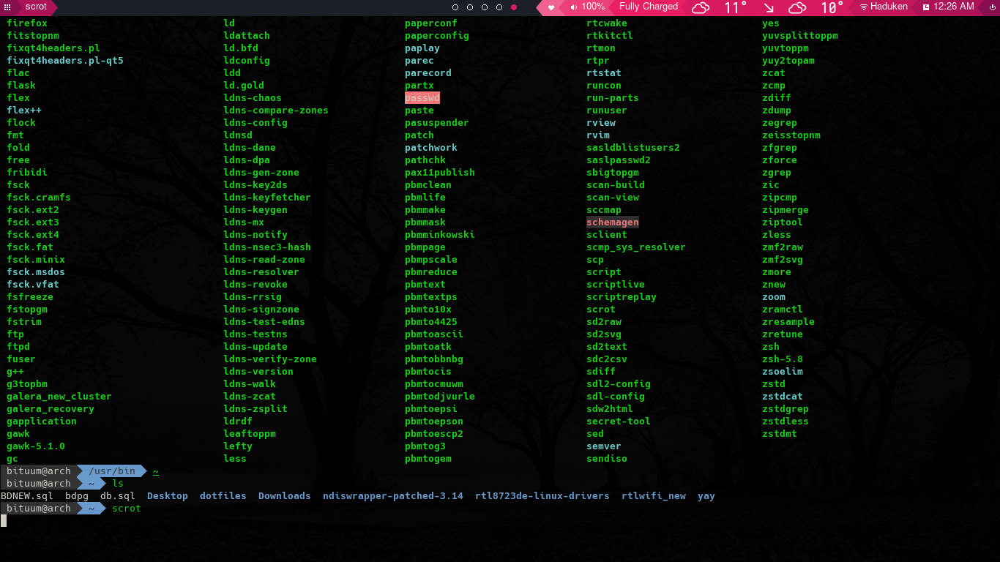 scrot 100% Fully Charged 11° ↘ 10° Haduken 12:26 AM
firefox ld paperconf rtcwake yes
fitstopnm ldattach paperconfig rtkitctl yuvsplittoppm
fixqt4headers.pl ld.bfd paplay rtmon yuvtoppm
fixqt4headers.pl-qt5 ldconfig parec rtpr yuy2topam
flac ldd parecord rtstat zcat
flask ld.gold partx runcon zcmp
flex ldns-chaos passwd run-parts zdiff
flex++ ldns-compare-zones paste runuser zdump
flock ldns-config pasuspender rview zegrep
fmt ldnsd patch rvim zeisstopnm
fold ldns-dane patchwork sasldblistusers2 zfgrep
free ldns-dpa pathchk saslpasswd2 zforce
fribidi ldns-gen-zone pax11publish sbigtopgm zgrep
fsck ldns-key2ds pbmclean scan-build zic
fsck.cramfs ldns-keyfetcher pbmlife scan-view zipcmp
fsck.ext2 ldns-keygen pbmmake sccmap zipmerge
fsck.ext3 ldns-mx pbmmask schemagen ziptool
fsck.ext4 ldns-notify pbmminkowski sclient zless
fsck.fat ldns-nsec3-hash pbmpage scmp_sys_resolver zmf2raw
fsck.minix ldns-read-zone pbmpscale scp zmf2svg
fsck.msdos ldns-resolver pbmreduce script zmore
fsck.vfat ldns-revoke pbmtext scriptlive znew
fsfreeze ldns-rrsig pbmtextps scriptreplay zoom
fstopgm ldns-signzone pbmto10x scrot zramctl
fstrim ldns-test-edns pbmto4425 sd2raw zresample
ftp ldns-testns pbmtoascii sd2svg zretune
ftpd ldns-update pbmtoatk sd2text zsh
fuser ldns-verify-zone pbmtobbnbg sdc2csv zsh-5.8
g++ ldns-version pbmtocis sdiff zsoelim
g3topbm ldns-walk pbmtocmuwm sdl2-config zstd
galera_new_cluster ldns-zcat pbmtodjvurle sdl-config zstdcat
galera_recovery ldns-zsplit pbmtoepsi sdw2html zstdgrep
gapplication ldrdf pbmtoepson secret-tool zstdless
gawk leaftoppm pbmtoescp2 sed zstdmt
gawk-5.1.0 lefty pbmtog3 semver
gc less pbmtogem sendiso
bituum@arch /usr/bin ~
bituum@arch ~ ls
BDNEW.sql bdpg db.sql Desktop dotfiles Downloads ndiswrapper-patched-3.14 rtl8723de-linux-drivers rtlwifi_new yay
bituum@arch ~ scrot